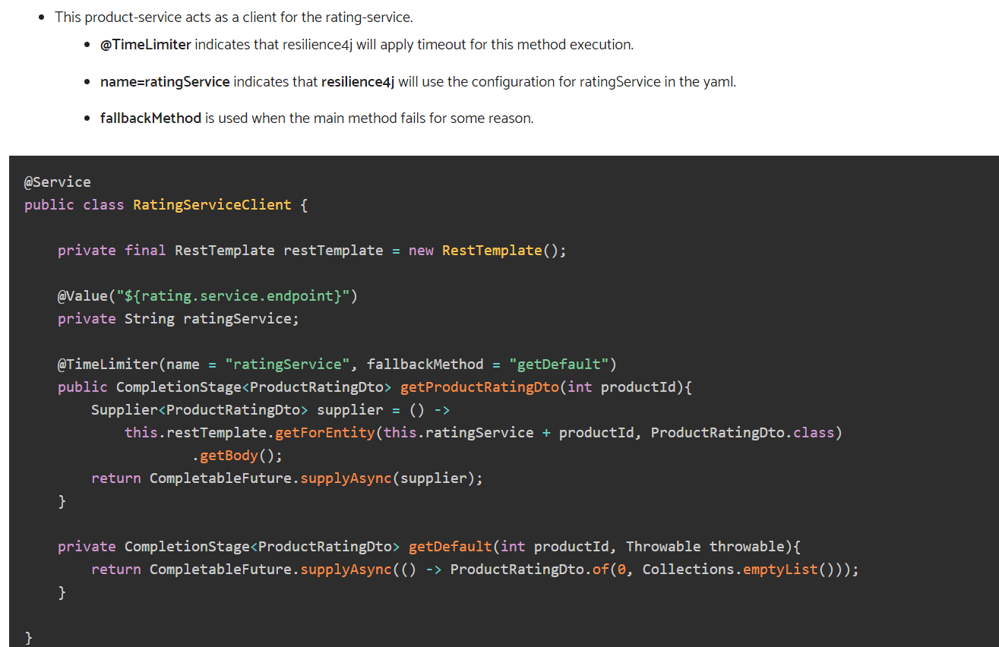 This product-service acts as a client for the rating-service.
@TimeLimiter indicates that resilience4j will apply timeout for this method execution.
name=ratingService indicates that resilience4j will use the configuration for ratingService in the yaml.
fallbackMethod is used when the main method fails for some reason.
@Service
public class RatingServiceClient {
    private final RestTemplate restTemplate = new RestTemplate();
    @Value("${rating.service.endpoint}")
    private String ratingService;
    @TimeLimiter(name = "ratingService", fallbackMethod = "getDefault")
    public CompletionStage<ProductRatingDto> getProductRatingDto(int productId){
        Supplier<ProductRatingDto> supplier = () ->
            this.restTemplate.getForEntity(this.ratingService + productId, ProductRatingDto.class)
                    .getBody();
        return CompletableFuture.supplyAsync(supplier);
    }
    private CompletionStage<ProductRatingDto> getDefault(int productId, Throwable throwable){
        return CompletableFuture.supplyAsync(() -> ProductRatingDto.of(0, Collections.emptyList()));
    }
}